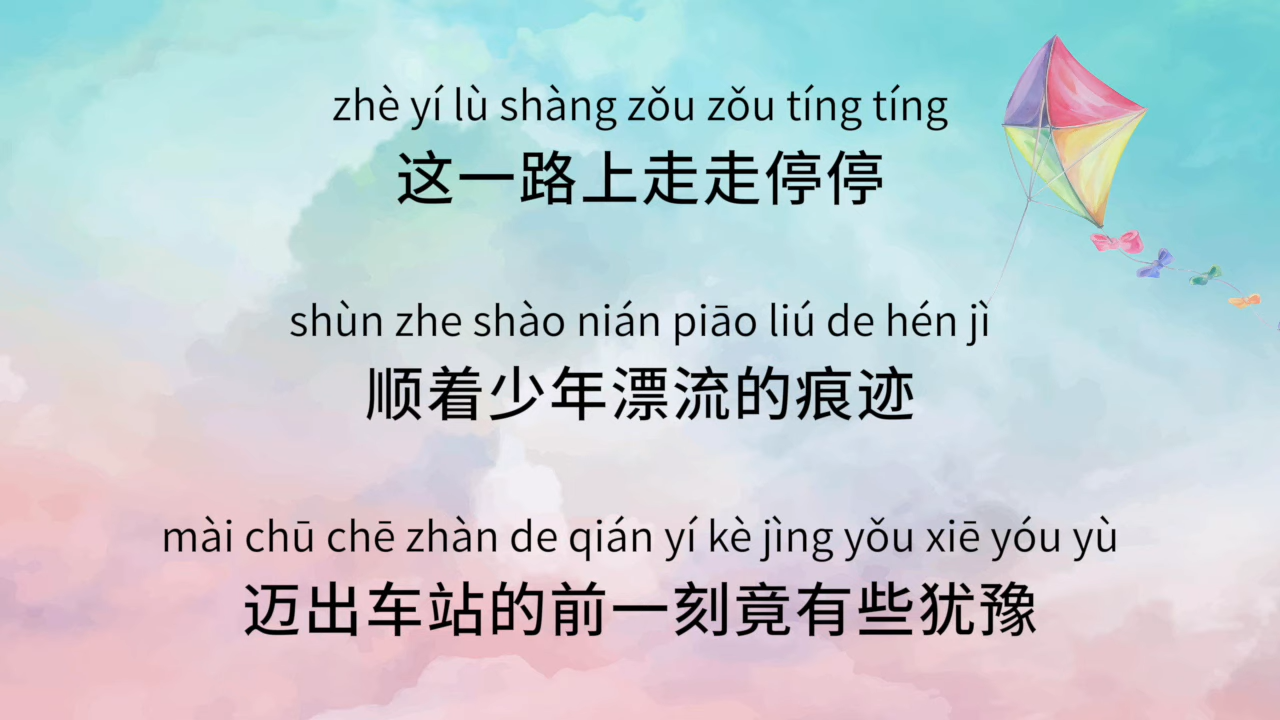 zhè yí lù shàng zǒu zǒu tíng tíng
这一路上走走停停
shùn zhe shào nián piāo liú de hén jì
顺着少年漂流的痕迹
mài chū chē zhàn de qián yí kè jìng yǒu xiē yóu yù
迈出车站的前一刻竟有些犹豫